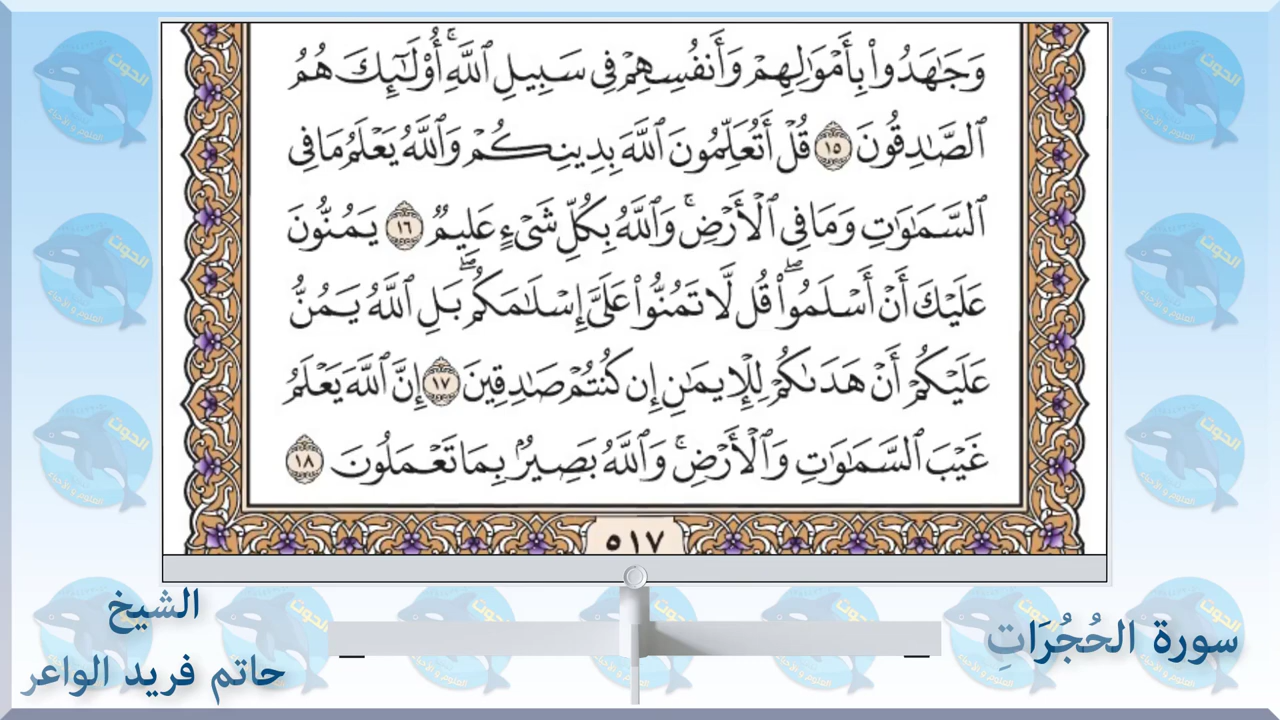 وَجَٰهَدُوا۟ بِأَمْوَٰلِهِمْ وَأَنفُسِهِمْ فِى سَبِيلِ ٱللَّهِ ۚ أُو۟لَٰٓئِكَ هُمُ
ٱلصَّٰدِقُونَ ١٥ قُلْ أَتُعَلِّمُونَ ٱللَّهَ بِدِينِكُمْ وَٱللَّهُ يَعْلَمُ مَا فِى
ٱلسَّمَٰوَٰتِ وَمَا فِى ٱلْأَرْضِ ۚ وَٱللَّهُ بِكُلِّ شَىْءٍ عَلِيمٌ ١٦ يَمُنُّونَ
عَلَيْكَ أَنْ أَسْلَمُوا۟ ۖ قُل لَّا تَمُنُّوا۟ عَلَىَّ إِسْلَٰمَكُم ۖ بَلِ ٱللَّهُ يَمُنُّ
عَلَيْكُمْ أَنْ هَدَىٰكُمْ لِلْإِيمَٰنِ إِن كُنتُمْ صَٰدِقِينَ ١٧ إِنَّ ٱللَّهَ يَعْلَمُ
غَيْبَ ٱلسَّمَٰوَٰتِ وَٱلْأَرْضِ ۚ وَٱللَّهُ بَصِيرٌۢ بِمَا تَعْمَلُونَ ١٨
٥١٧
سورة الحُجُرَاتِ
الشيخ
حاتم فريد الواعر
الحوت